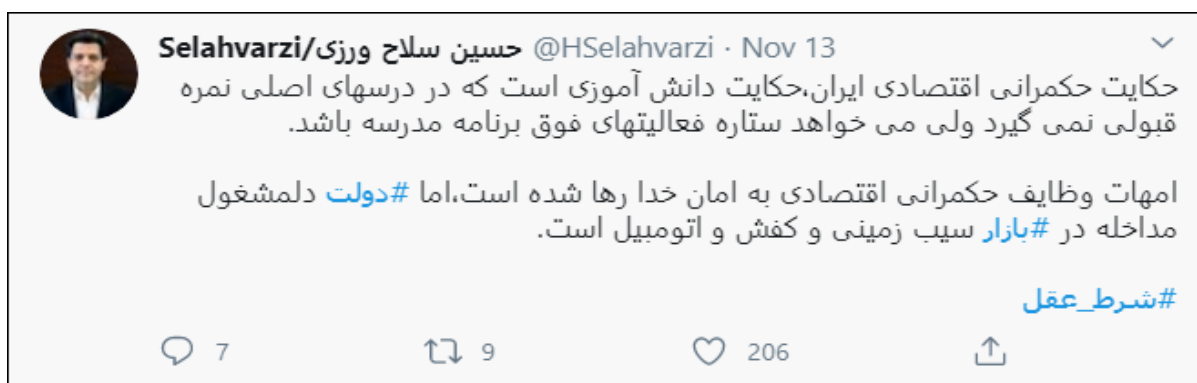 حسین سلاح ورزی/Selahvarzi @HSelahvarzi · Nov 13
حکایت حکمرانی اقتصادی ایران،حکایت دانش آموزی است که در درسهای اصلی نمره
قبولی نمی گیرد ولی می خواهد ستاره فعالیتهای فوق برنامه مدرسه باشد.
امهات وظایف حکمرانی اقتصادی به امان خدا رها شده است،اما #دولت دلمشغول
مداخله در #بازار سیب زمینی و کفش و اتومبیل است.
#شرط_عقل
7 9 206